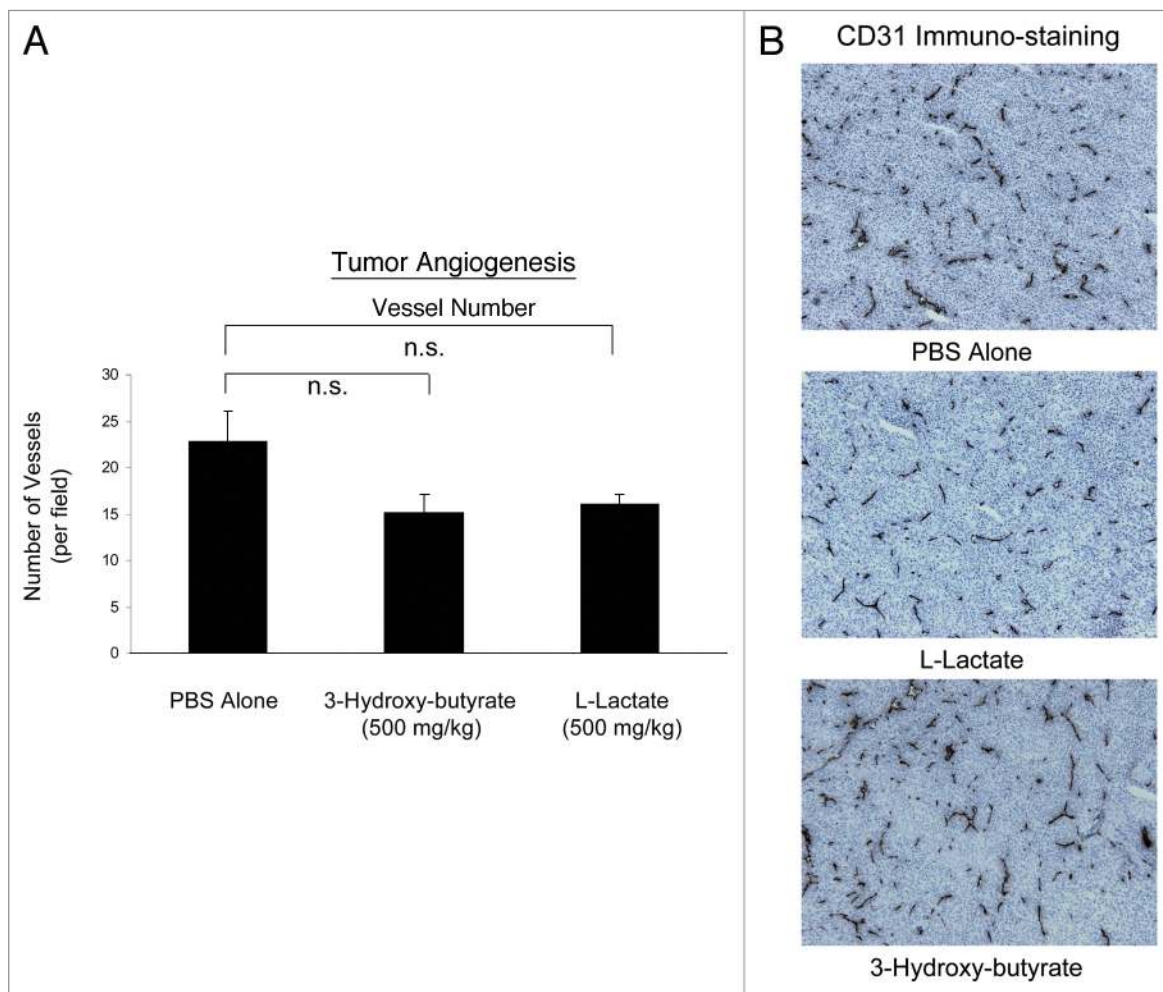 A
Tumor Angiogenesis
Vessel Number
n.s.
n.s.
30
25
20
15
10
5
0
Number of Vessels
(per field)
PBS Alone
3-Hydroxy-butyrate
(500 mg/kg)
L-Lactate
(500 mg/kg)
B
CD31 Immuno-staining
PBS Alone
L-Lactate
3-Hydroxy-butyrate